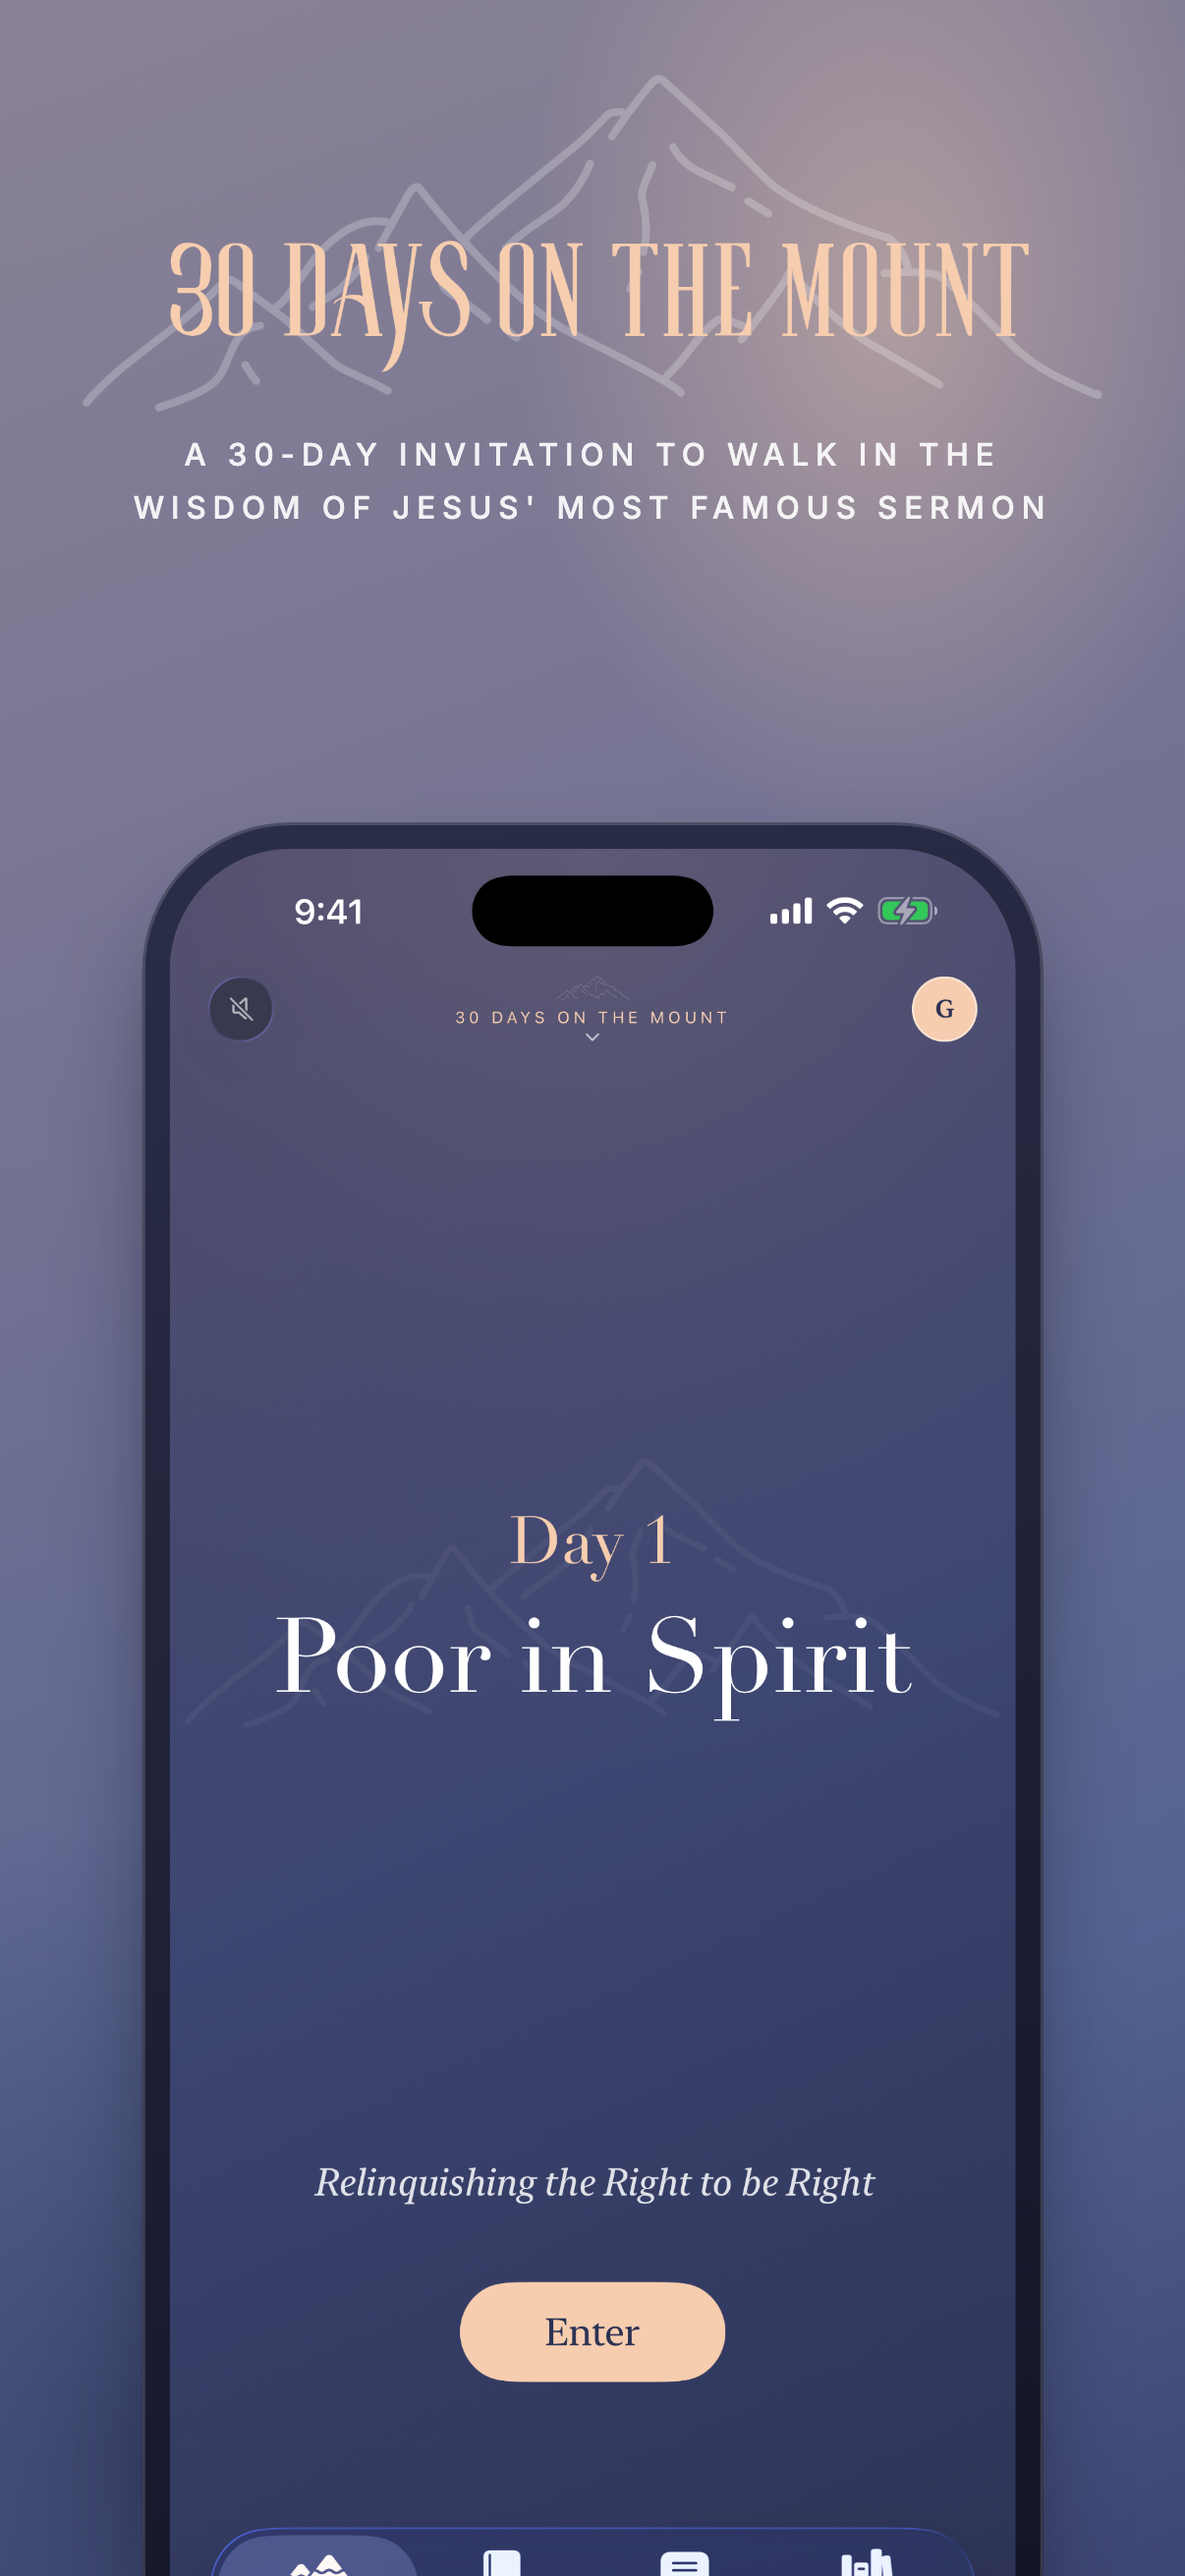 30 DAYS ON THE MOUNT
A 30-DAY INVITATION TO WALK IN THE
WISDOM OF JESUS' MOST FAMOUS SERMON
9:41
30 DAYS ON THE MOUNT
G
Day 1
Poor in Spirit
Relinquishing the Right to be Right
Enter